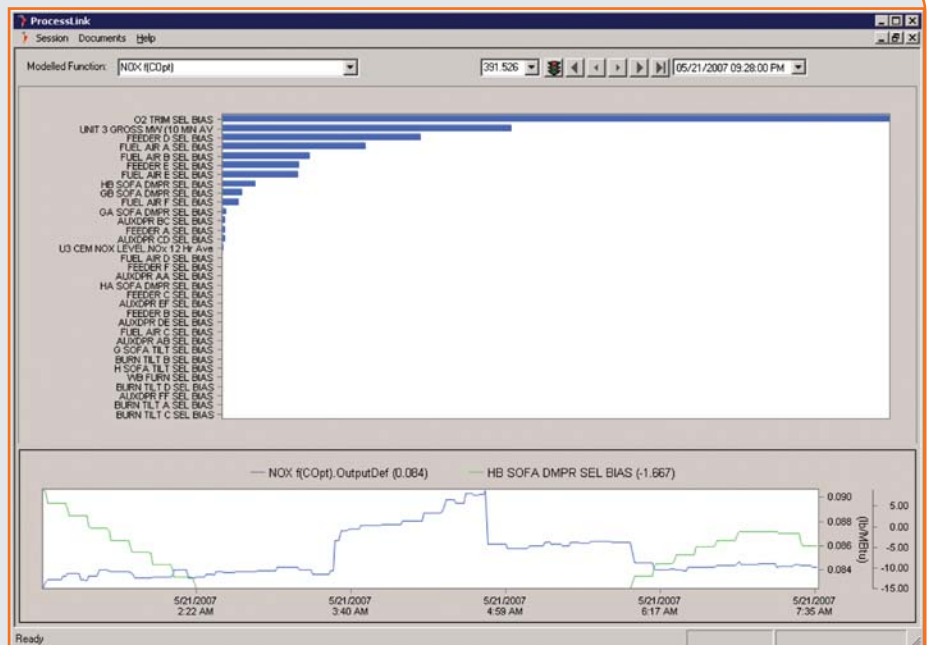 ProcessLink
Session Documents Help
Modelled Function: NOX f(COpt) 391.526 05/21/2007 09:28:00 PM
O2 TRIM SEL BIAS
UNIT 3 GROSS MW (10 MIN AV
FEEDER D SEL BIAS
FUEL AIR A SEL BIAS
FUEL AIR B SEL BIAS
FEEDER E SEL BIAS
FUEL AIR E SEL BIAS
HB SOFA DMPR SEL BIAS
GB SOFA DMPR SEL BIAS
FUEL AIR F SEL BIAS
GA SOFA DMPR SEL BIAS
AUXDPR BC SEL BIAS
FEEDER A SEL BIAS
AUXDPR CD SEL BIAS
U3 CEM NOX LEVEL.NOx 12 Hr Ave
FUEL AIR D SEL BIAS
FEEDER F SEL BIAS
AUXDPR AA SEL BIAS
HA SOFA DMPR SEL BIAS
FEEDER C SEL BIAS
AUXDPR EF SEL BIAS
FEEDER B SEL BIAS
AUXDPR DE SEL BIAS
FUEL AIR C SEL BIAS
AUXDPR AB SEL BIAS
G SOFA TILT SEL BIAS
BURN TILT B SEL BIAS
H SOFA TILT SEL BIAS
WB FURN SEL BIAS
BURN TILT D SEL BIAS
AUXDPR FF SEL BIAS
BURN TILT A SEL BIAS
BURN TILT C SEL BIAS
NOX f(COpt).OutputDef (0.084) HB SOFA DMPR SEL BIAS (-1.667)
0.090
0.088
0.086
0.084
(lb/MBtu)
5.00
0.00
-5.00
-10.00
-15.00
5/21/2007 5/21/2007 5/21/2007 5/21/2007 5/21/2007
2:22 AM 3:40 AM 4:59 AM 6:17 AM 7:35 AM
Ready